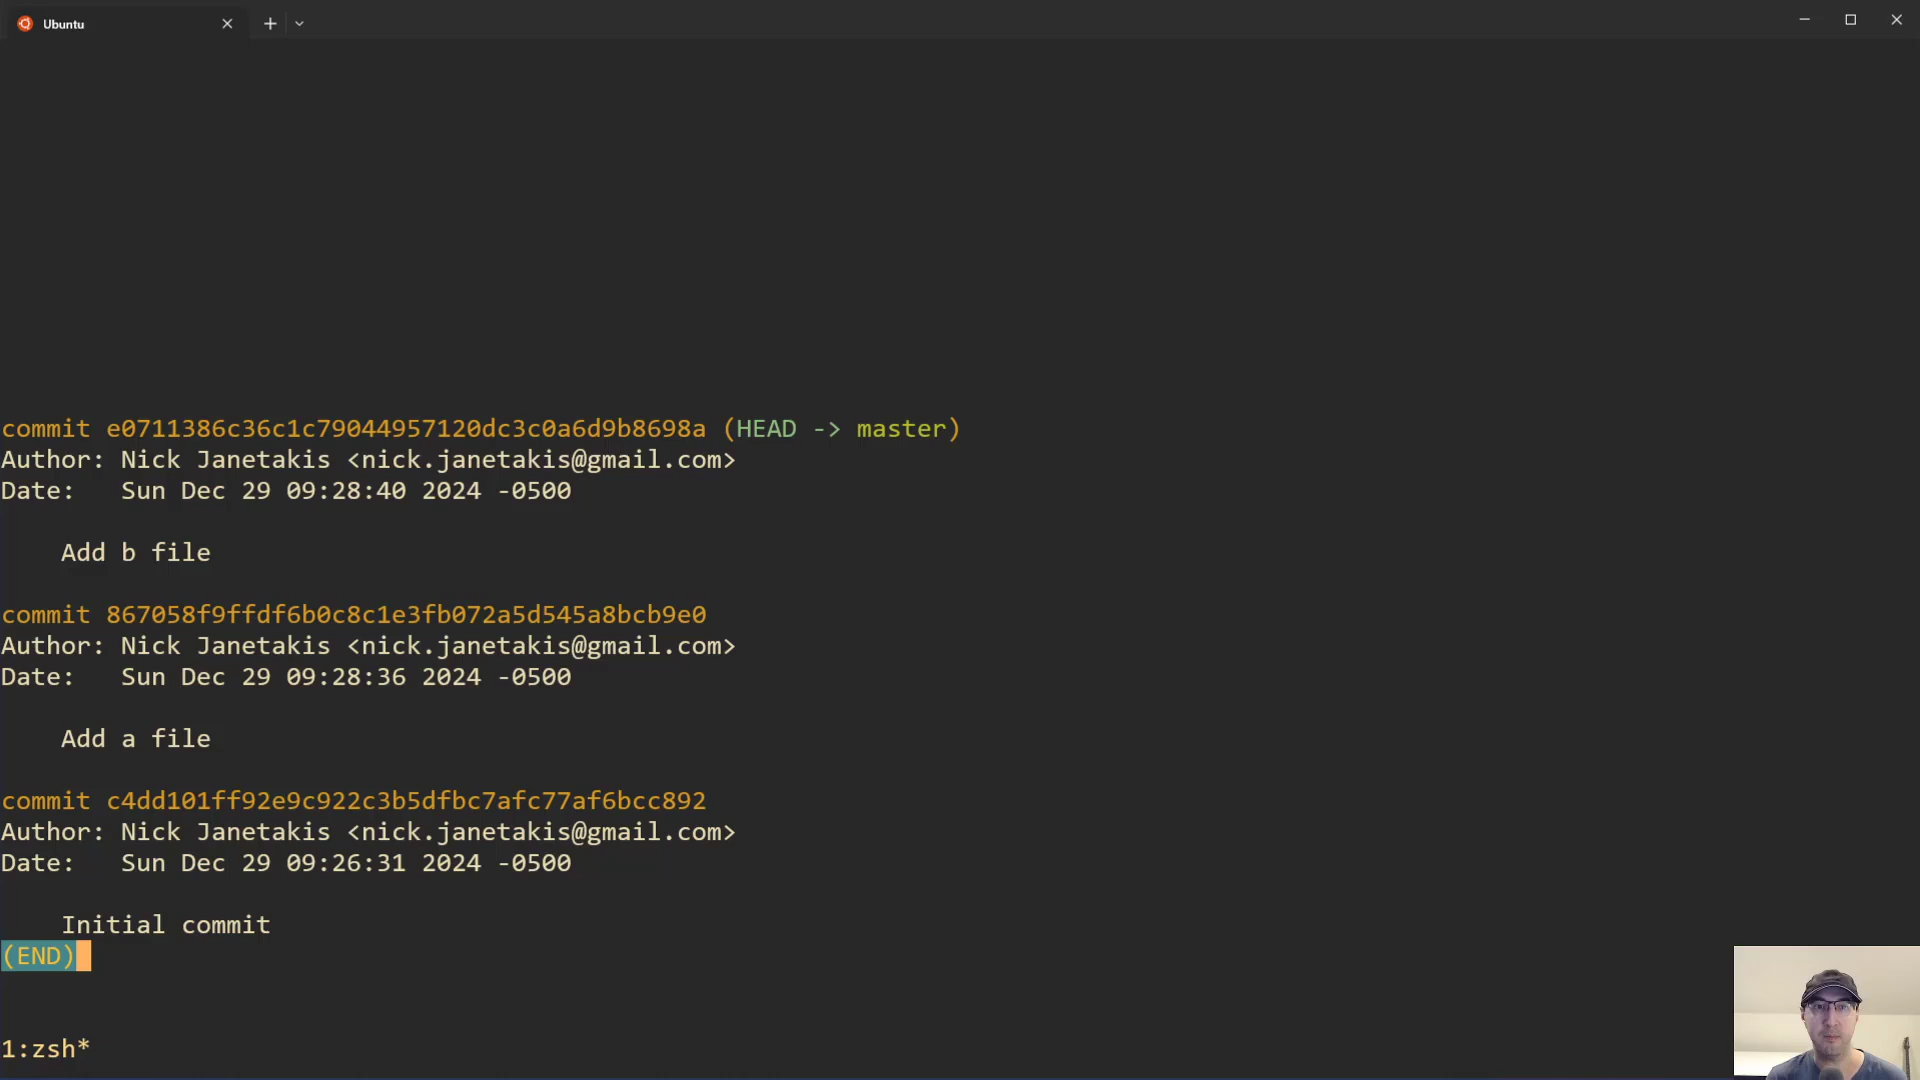 Ubuntu
commit e0711386c36c1c79044957120dc3c0a6d9b8698a (HEAD -> master)
Author: Nick Janetakis <nick.janetakis@gmail.com>
Date:   Sun Dec 29 09:28:40 2024 -0500
    Add b file
commit 867058f9ffdf6b0c8c1e3fb072a5d545a8bcb9e0
Author: Nick Janetakis <nick.janetakis@gmail.com>
Date:   Sun Dec 29 09:28:36 2024 -0500
    Add a file
commit c4dd101ff92e9c922c3b5dfbc7afc77af6bcc892
Author: Nick Janetakis <nick.janetakis@gmail.com>
Date:   Sun Dec 29 09:26:31 2024 -0500
    Initial commit
(END)
1:zsh*